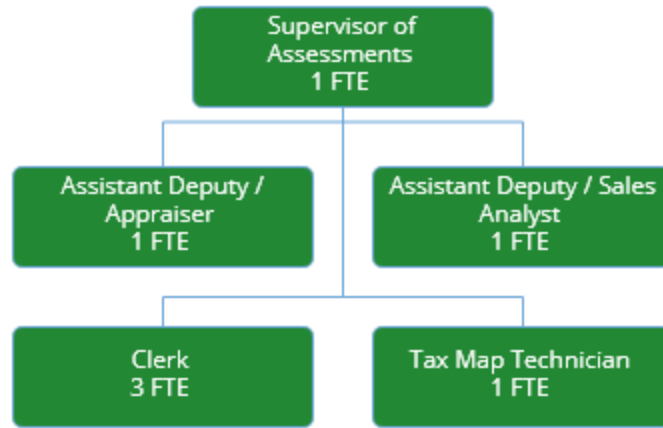 Supervisor of
Assessments
1 FTE
Assistant Deputy /
Appraiser
1 FTE
Assistant Deputy / Sales
Analyst
1 FTE
Clerk
3 FTE
Tax Map Technician
1 FTE